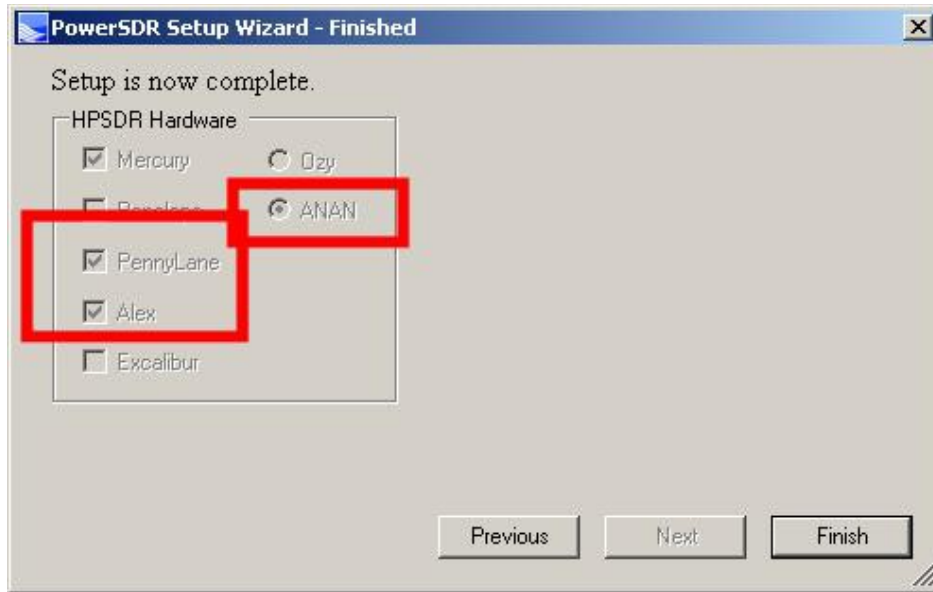 PowerSDR Setup Wizard - Finished
Setup is now complete.
HPSDR Hardware
Mercury
Ozy
Penelope
ANAN
PennyLane
Alex
Excalibur
Previous
Next
Finish